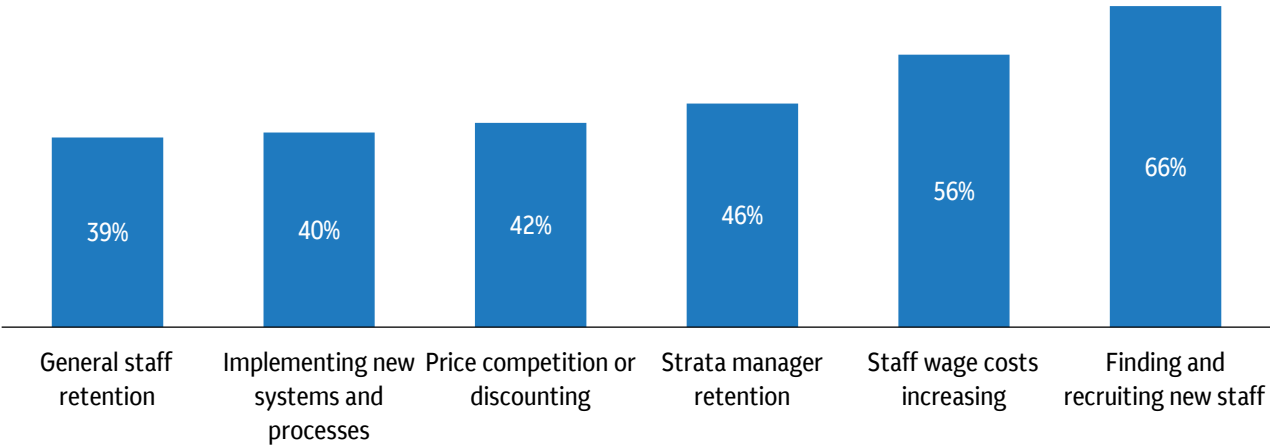 39%
40%
42%
46%
56%
66%
General staff
retention
Implementing new
systems and
processes
Price competition or
discounting
Strata manager
retention
Staff wage costs
increasing
Finding and
recruiting new staff